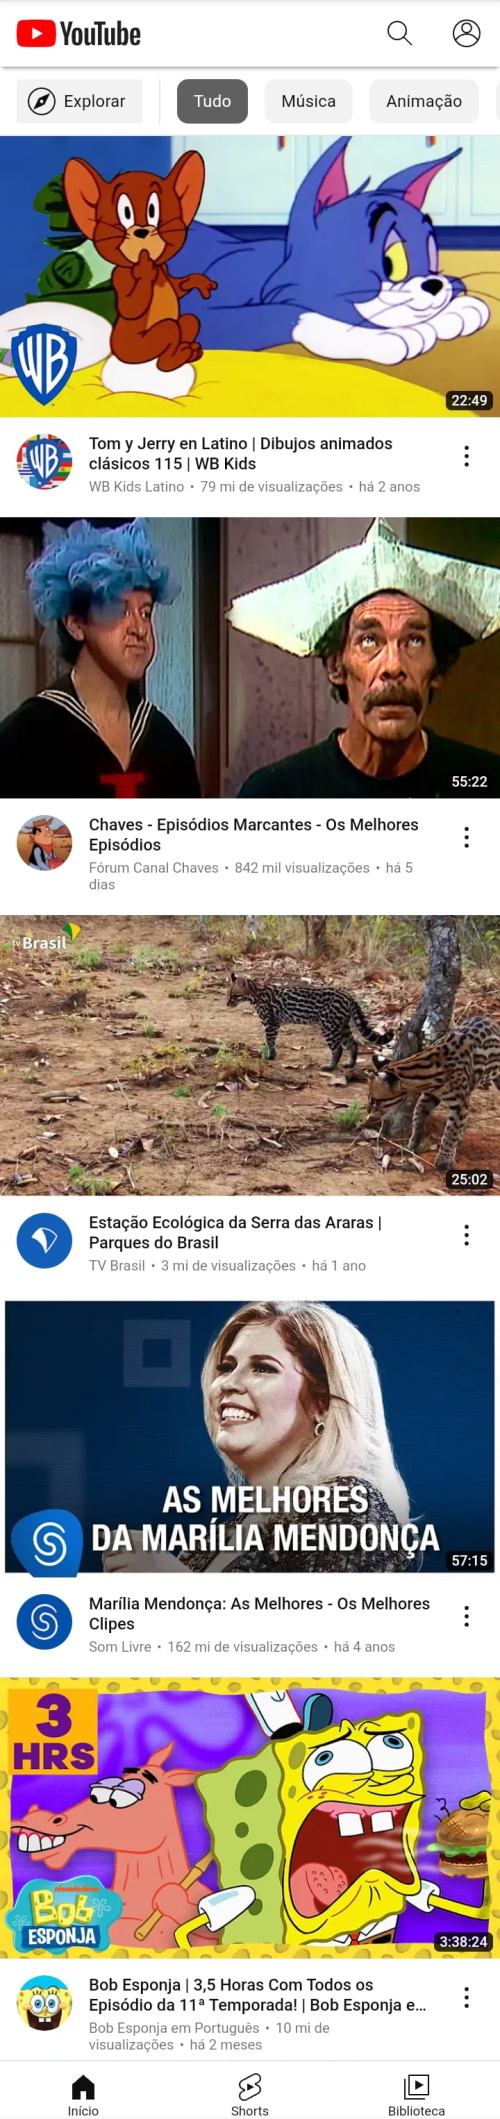 YouTube
Explorar
Tudo
Música
Animação
WB
22:49
Tom y Jerry en Latino | Dibujos animados
clásicos 115 | WB Kids
WB Kids Latino • 79 mi de visualizações • há 2 anos
55:22
Chaves - Episódios Marcantes - Os Melhores
Episódios
Fórum Canal Chaves • 842 mil visualizações • há 5
dias
tv Brasil
25:02
Estação Ecológica da Serra das Araras |
Parques do Brasil
TV Brasil • 3 mi de visualizações • há 1 ano
AS MELHORES
DA MARÍLIA MENDONÇA
57:15
Marília Mendonça: As Melhores - Os Melhores
Clipes
Som Livre • 162 mi de visualizações • há 4 anos
3
HRS
nickelodeon
Bob
ESPONJA
3:38:24
Bob Esponja | 3,5 Horas Com Todos os
Episódio da 11ª Temporada! | Bob Esponja e...
Bob Esponja em Português • 10 mi de
visualizações • há 2 meses
Início
Shorts
Biblioteca